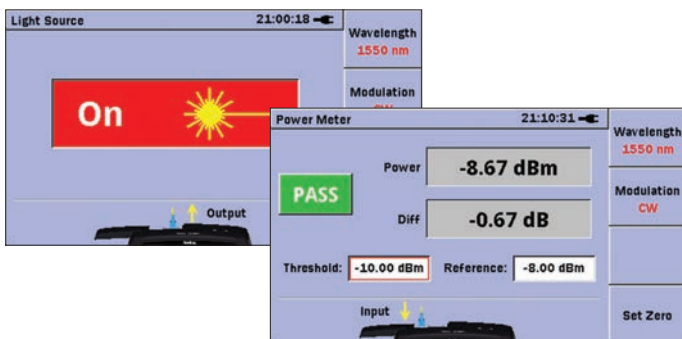 Light Source 21:00:18
Wavelength
1550 nm
Modulation
On
Output
Power Meter 21:10:31
Wavelength
1550 nm
Power -8.67 dBm
Modulation
CW
PASS
Diff -0.67 dB
Threshold: -10.00 dBm Reference: -8.00 dBm
Input
Set Zero